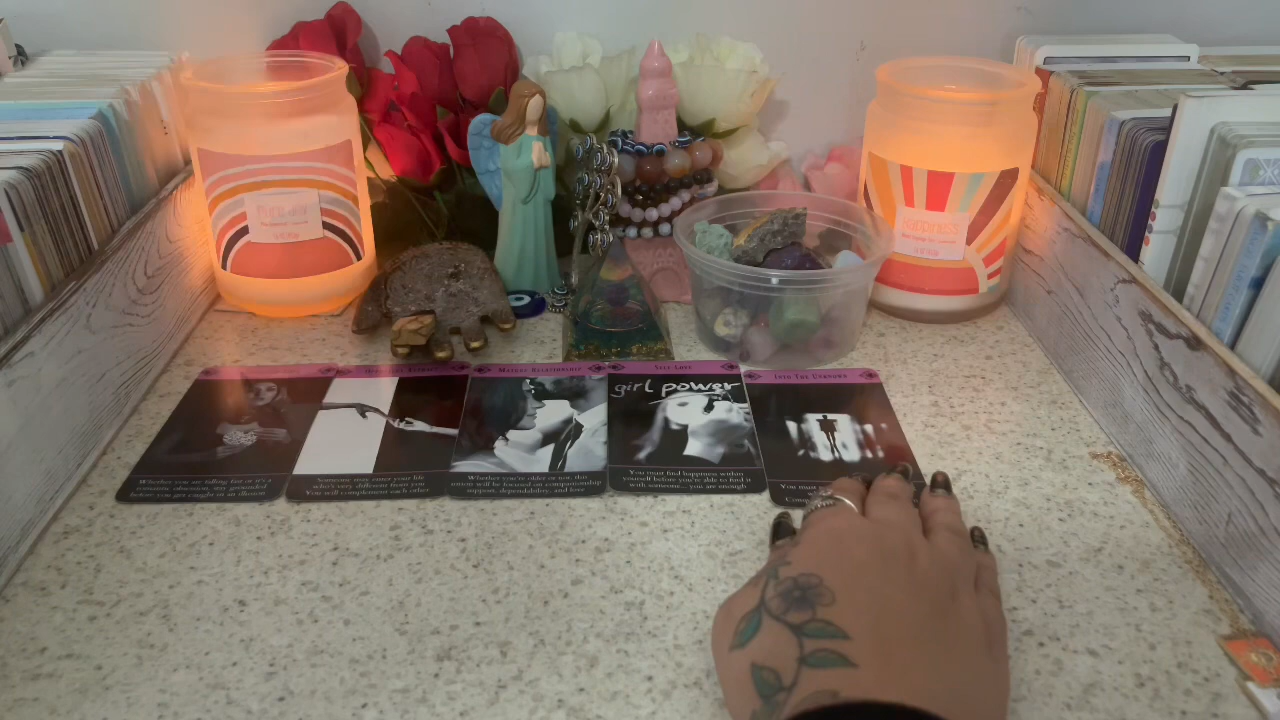 Happiness
Opposites Attract
Mature Relationship
Self Love
Into The Unknown
girl power
Whether you are falling fast or it's a
romantic obsession, stay grounded
before you get caught in an illusion
Someone may enter your life
who's very different from you
You will complement each other
Whether you're older or not, this
union will be focused on companionship
support, dependability, and love
You must find happiness within
yourself before you're able to find it
with someone... you are enough
You must